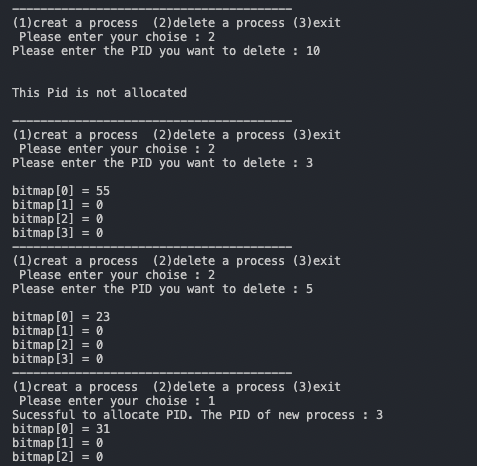 ----------------------------------------
(1)creat a process  (2)delete a process (3)exit
 Please enter your choise : 2
Please enter the PID you want to delete : 10
This Pid is not allocated
----------------------------------------
(1)creat a process  (2)delete a process (3)exit
 Please enter your choise : 2
Please enter the PID you want to delete : 3
bitmap[0] = 55
bitmap[1] = 0
bitmap[2] = 0
bitmap[3] = 0
----------------------------------------
(1)creat a process  (2)delete a process (3)exit
 Please enter your choise : 2
Please enter the PID you want to delete : 5
bitmap[0] = 23
bitmap[1] = 0
bitmap[2] = 0
bitmap[3] = 0
----------------------------------------
(1)creat a process  (2)delete a process (3)exit
 Please enter your choise : 1
Sucessful to allocate PID. The PID of new process : 3
bitmap[0] = 31
bitmap[1] = 0
bitmap[2] = 0